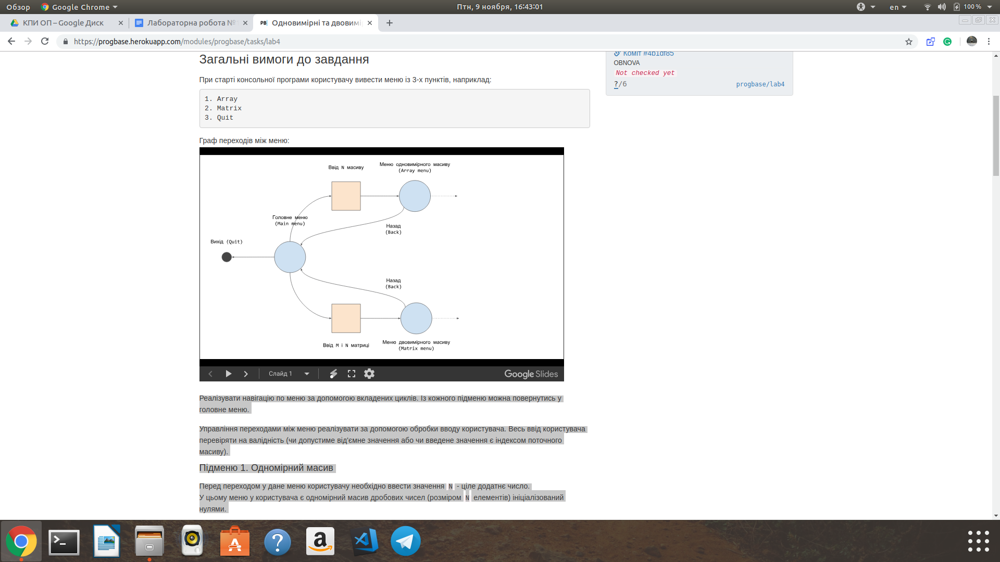 Обзор
Google Chrome
Птн, 9 ноября, 16:43:01
en
100 %
КПИ ОП – Google Диск
Лабораторна робота №
PB
Одновимірні та двовимі
https://progbase.herokuapp.com/modules/progbase/tasks/lab4
Коміт #4b1df85
OBNOVA
Not checked yet
?/6
progbase/lab4
Загальні вимоги до завдання
При старті консольної програми користувачу вивести меню із 3-х пунктів, наприклад:
1. Array
2. Matrix
3. Quit
Граф переходів між меню:
Ввід N масиву
Меню одновимірного масиву
(Array menu)
Головне меню
(Main menu)
Назад
(Back)
Вихід (Quit)
Назад
(Back)
Ввід M і N матриці
Меню двовимірного масиву
(Matrix menu)
Слайд 1
Google Slides
Реалізувати навігацію по меню за допомогою вкладених циклів. Із кожного підменю можна повернутись у
головне меню.
Управління переходами між меню реалізувати за допомогою обробки вводу користувача. Весь ввід користувача
перевіряти на валідність (чи допустиме від'ємне значення або чи введене значення є індексом поточного
масиву).
Підменю 1. Одномірний масив
Перед переходом у дане меню користувачу необхідно ввести значення N - ціле додатнє число.
У цьому меню у користувача є одномірний масив дробових чисел (розміром N елементів) ініціалізований
нулями.